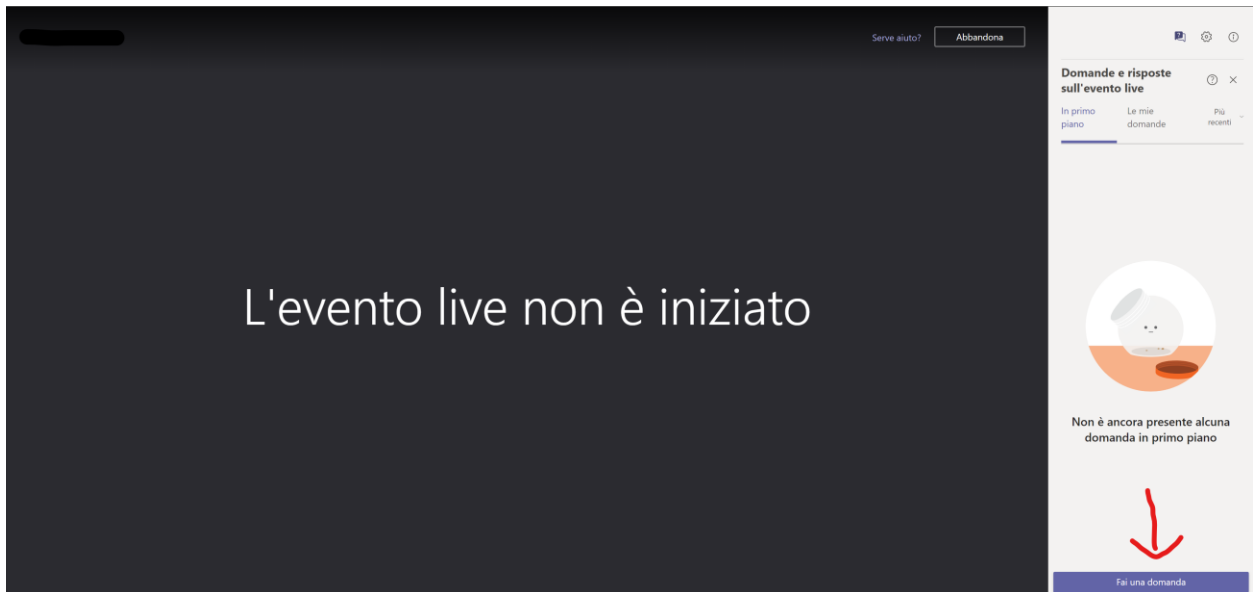 Serve aiuto?
Abbandona
Domande e risposte
sull'evento live
In primo
piano
Le mie
domande
Più
recenti
L'evento live non è iniziato
Non è ancora presente alcuna
domanda in primo piano
Fai una domanda